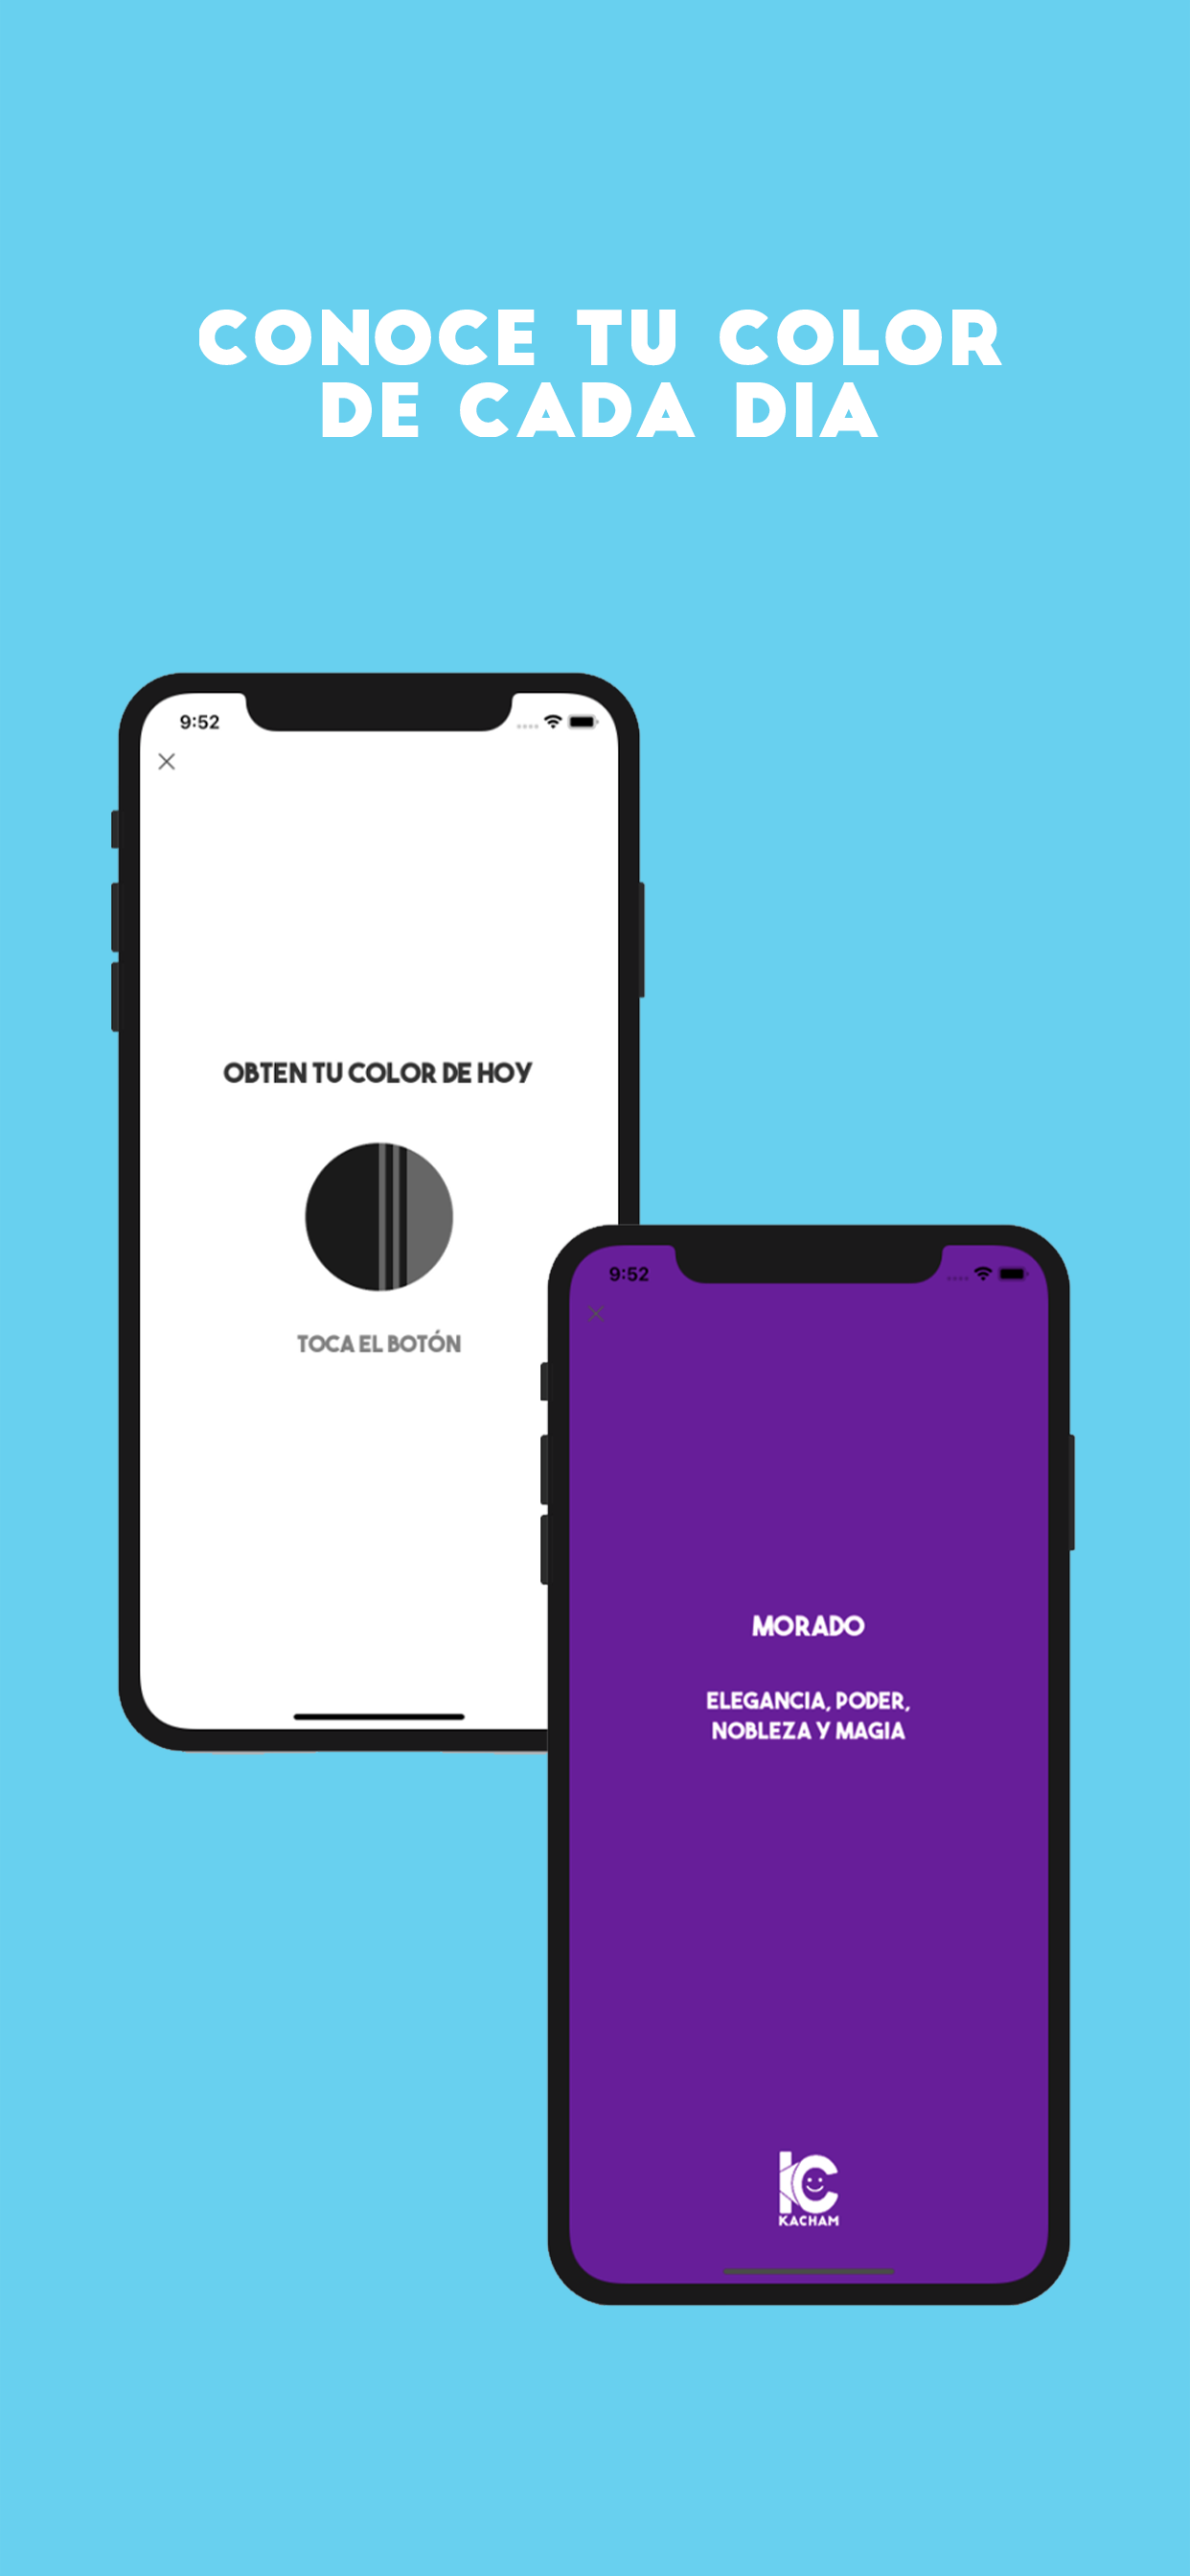 CONOCE TU COLOR
DE CADA DIA
9:52
OBTEN TU COLOR DE HOY
TOCA EL BOTÓN
9:52
MORADO
ELEGANCIA, PODER,
NOBLEZA Y MAGIA
KC
KACHAM